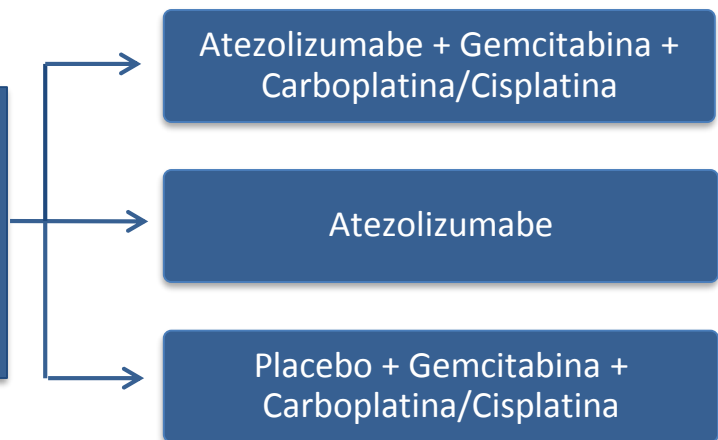 Atezolizumabe + Gemcitabina +
Carboplatina/Cisplatina
Atezolizumabe
Placebo + Gemcitabina +
Carboplatina/Cisplatina